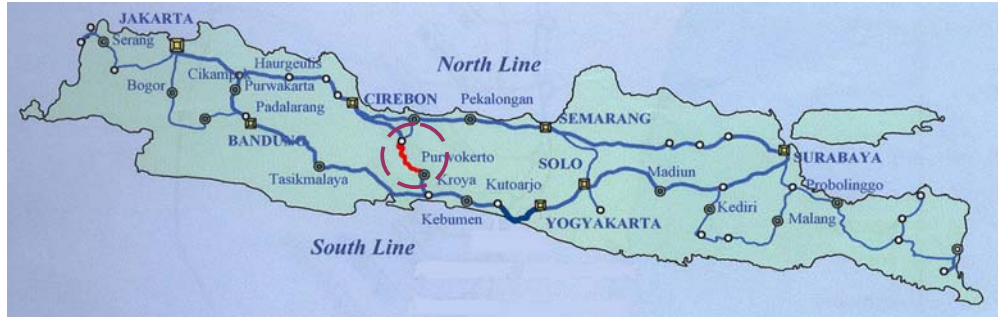 JAKARTA
Serang
Haurgeulis
North Line
Cikampek
Bogor
Purwakarta
CIREBON
Pekalongan
Padalarang
SEMARANG
BANDUNG
SURABAYA
Purwokerto
SOLO
Tasikmalaya
Kroya
Kutoarjo
Madiun
Probolinggo
Kediri
Kebumen
YOGYAKARTA
Malang
South Line